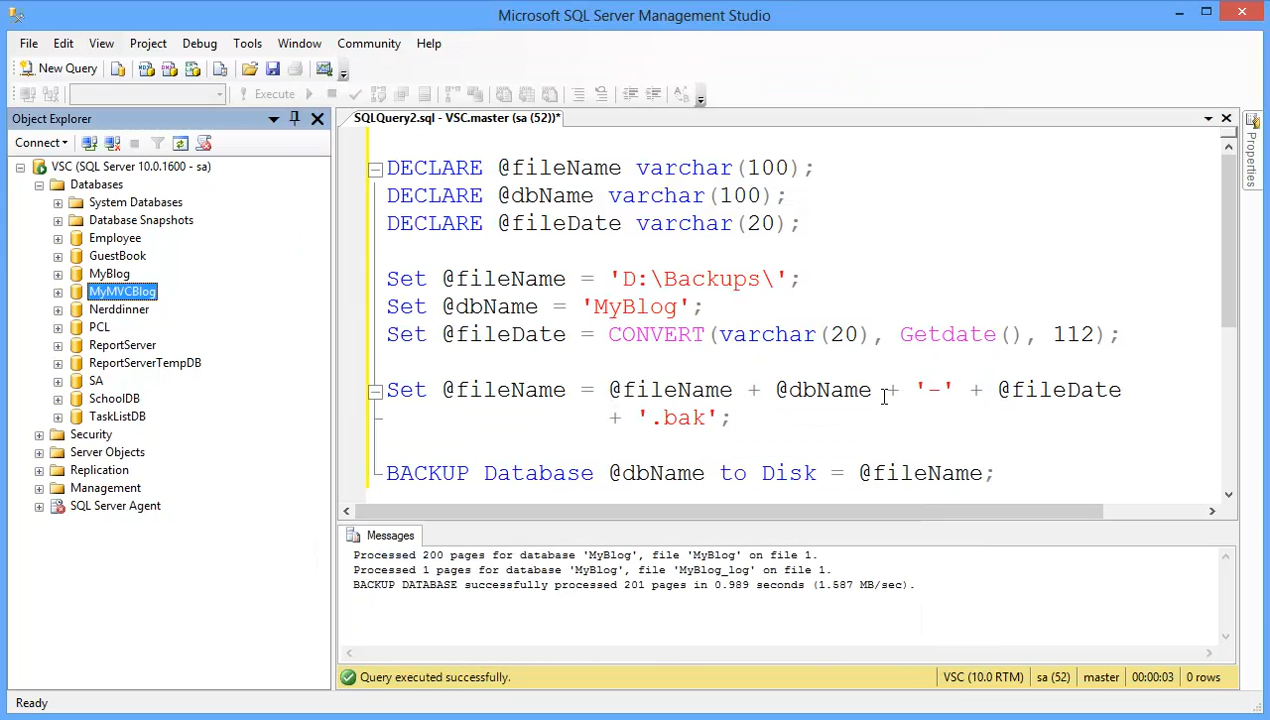 Microsoft SQL Server Management Studio
File Edit View Project Debug Tools Window Community Help
New Query
Execute
Object Explorer
SQLQuery2.sql - VSC.master (sa (52))*
Connect
Properties
VSC (SQL Server 10.0.1600 - sa)
Databases
System Databases
Database Snapshots
Employee
GuestBook
MyBlog
MyMVCBlog
Nerddinner
PCL
ReportServer
ReportServerTempDB
SA
SchoolDB
TaskListDB
Security
Server Objects
Replication
Management
SQL Server Agent
DECLARE @fileName varchar(100);
DECLARE @dbName varchar(100);
DECLARE @fileDate varchar(20);
Set @fileName = 'D:\Backups\';
Set @dbName = 'MyBlog';
Set @fileDate = CONVERT(varchar(20), Getdate(), 112);
Set @fileName = @fileName + @dbName + '-' + @fileDate
+ '.bak';
BACKUP Database @dbName to Disk = @fileName;
Messages
Processed 200 pages for database 'MyBlog', file 'MyBlog' on file 1.
Processed 1 pages for database 'MyBlog', file 'MyBlog_log' on file 1.
BACKUP DATABASE successfully processed 201 pages in 0.989 seconds (1.587 MB/sec).
Query executed successfully. VSC (10.0 RTM) sa (52) master 00:00:03 0 rows
Ready